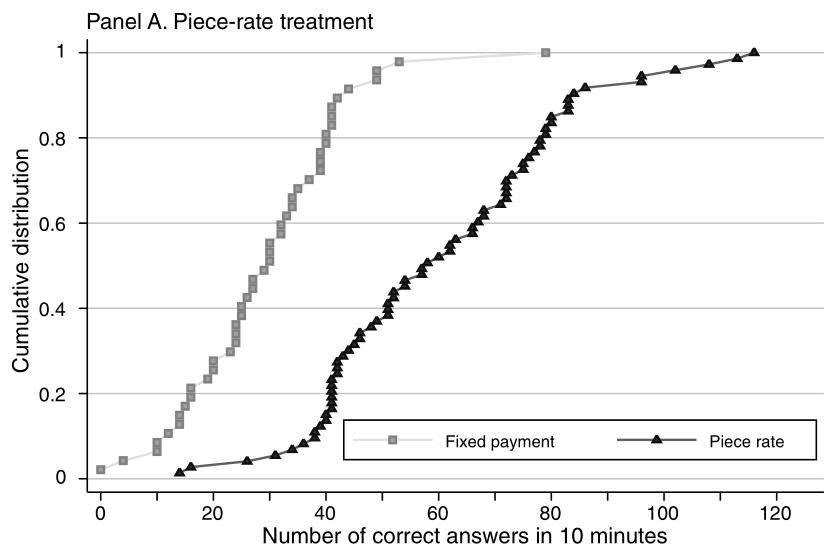 Panel A. Piece-rate treatment
1
0.8
0.6
0.4
0.2
0
Cumulative distribution
Fixed payment
Piece rate
0 20 40 60 80 100 120
Number of correct answers in 10 minutes